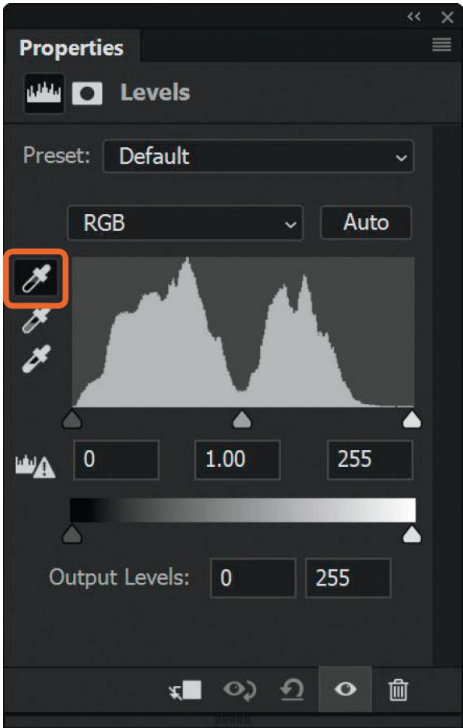 Properties
Levels
Preset: Default
RGB Auto
0 1.00 255
Output Levels: 0 255